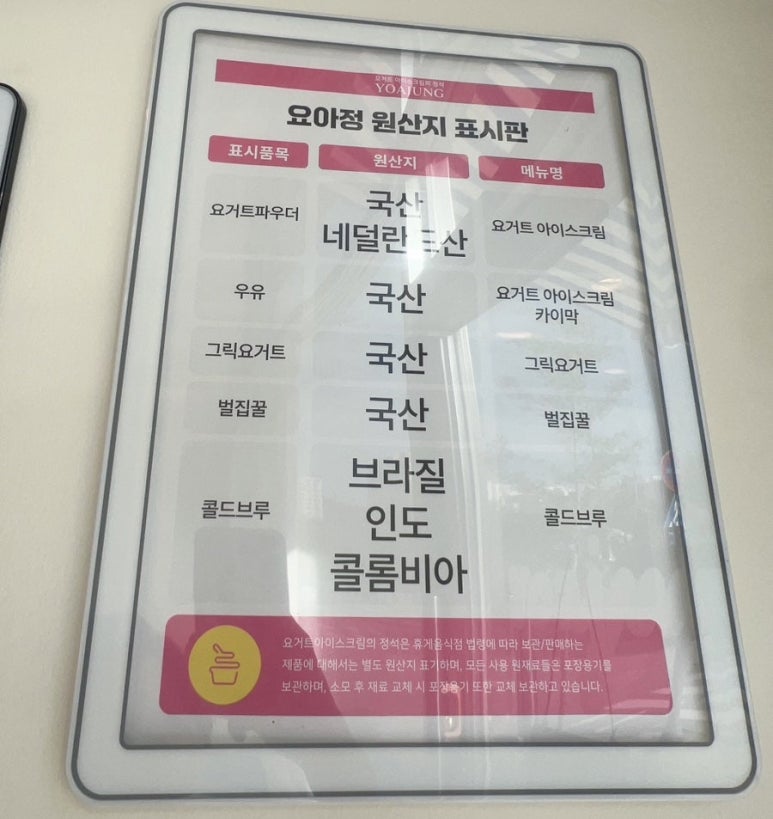 요거트 아이스크림의 정석
YOAJUNG
요아정 원산지 표시판
표시품목 원산지 메뉴명
요거트파우더 국산 네덜란드산 요거트 아이스크림
우유 국산 요거트 아이스크림 카이막
그릭요거트 국산 그릭요거트
벌집꿀 국산 벌집꿀
콜드브루 브라질 인도 콜롬비아 콜드브루
요거트아이스크림의 정석은 휴게음식점 법령에 따라 보관/판매하는
제품에 대해서는 별도 원산지 표기하며, 모든 사용 원재료들은 포장용기를
보관하며, 소모 후 재료 교체 시 포장용기 또한 교체 보관하고 있습니다.